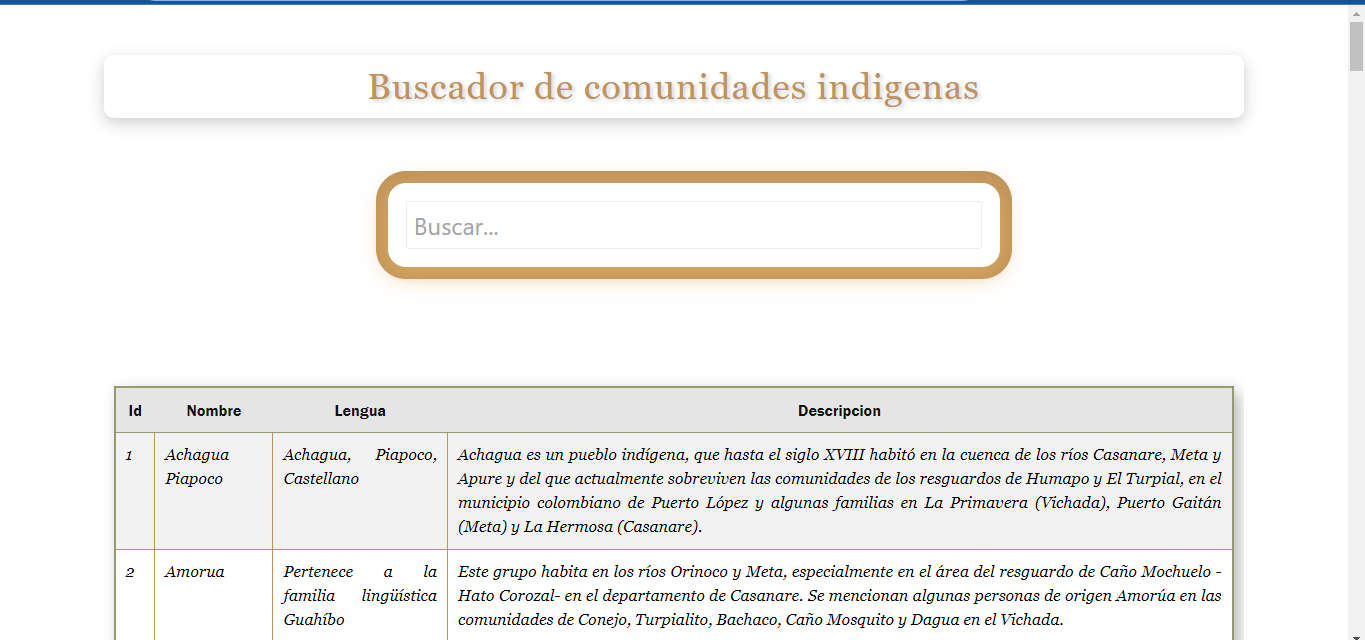 Buscador de comunidades indigenas
Buscar...
Id Nombre Lengua Descripcion
1 Achagua Piapoco Achagua, Piapoco, Castellano Achagua es un pueblo indígena, que hasta el siglo XVIII habitó en la cuenca de los ríos Casanare, Meta y
Apure y del que actualmente sobreviven las comunidades de los resguardos de Humapo y El Turpial, en el
municipio colombiano de Puerto López y algunas familias en La Primavera (Vichada), Puerto Gaitán
(Meta) y La Hermosa (Casanare).
2 Amorua Pertenece a la familia lingüística Guahíbo Este grupo habita en los ríos Orinoco y Meta, especialmente en el área del resguardo de Caño Mochuelo -
Hato Corozal- en el departamento de Casanare. Se mencionan algunas personas de origen Amorúa en las
comunidades de Conejo, Turpialito, Bachaco, Caño Mosquito y Dagua en el Vichada.